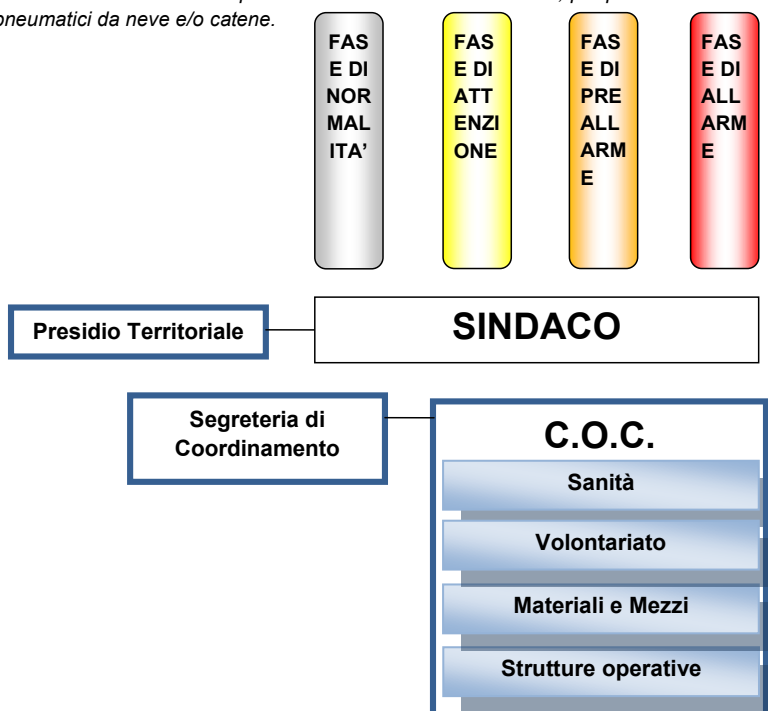 pneumatici da neve e/o catene.
FAS
E DI
NOR
MAL
ITA’
FAS
E DI
ATT
ENZI
ONE
FAS
E DI
PRE
ALL
ARM
E
FAS
E DI
ALL
ARM
E
Presidio Territoriale
SINDACO
Segreteria di
Coordinamento
C.O.C.
Sanità
Volontariato
Materiali e Mezzi
Strutture operative